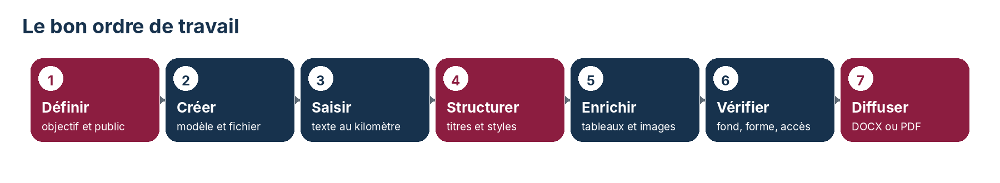 Le bon ordre de travail
1
Définir
objectif et public
2
Créer
modèle et fichier
3
Saisir
texte au kilomètre
4
Structurer
titres et styles
5
Enrichir
tableaux et images
6
Vérifier
fond, forme, accès
7
Diffuser
DOCX ou PDF